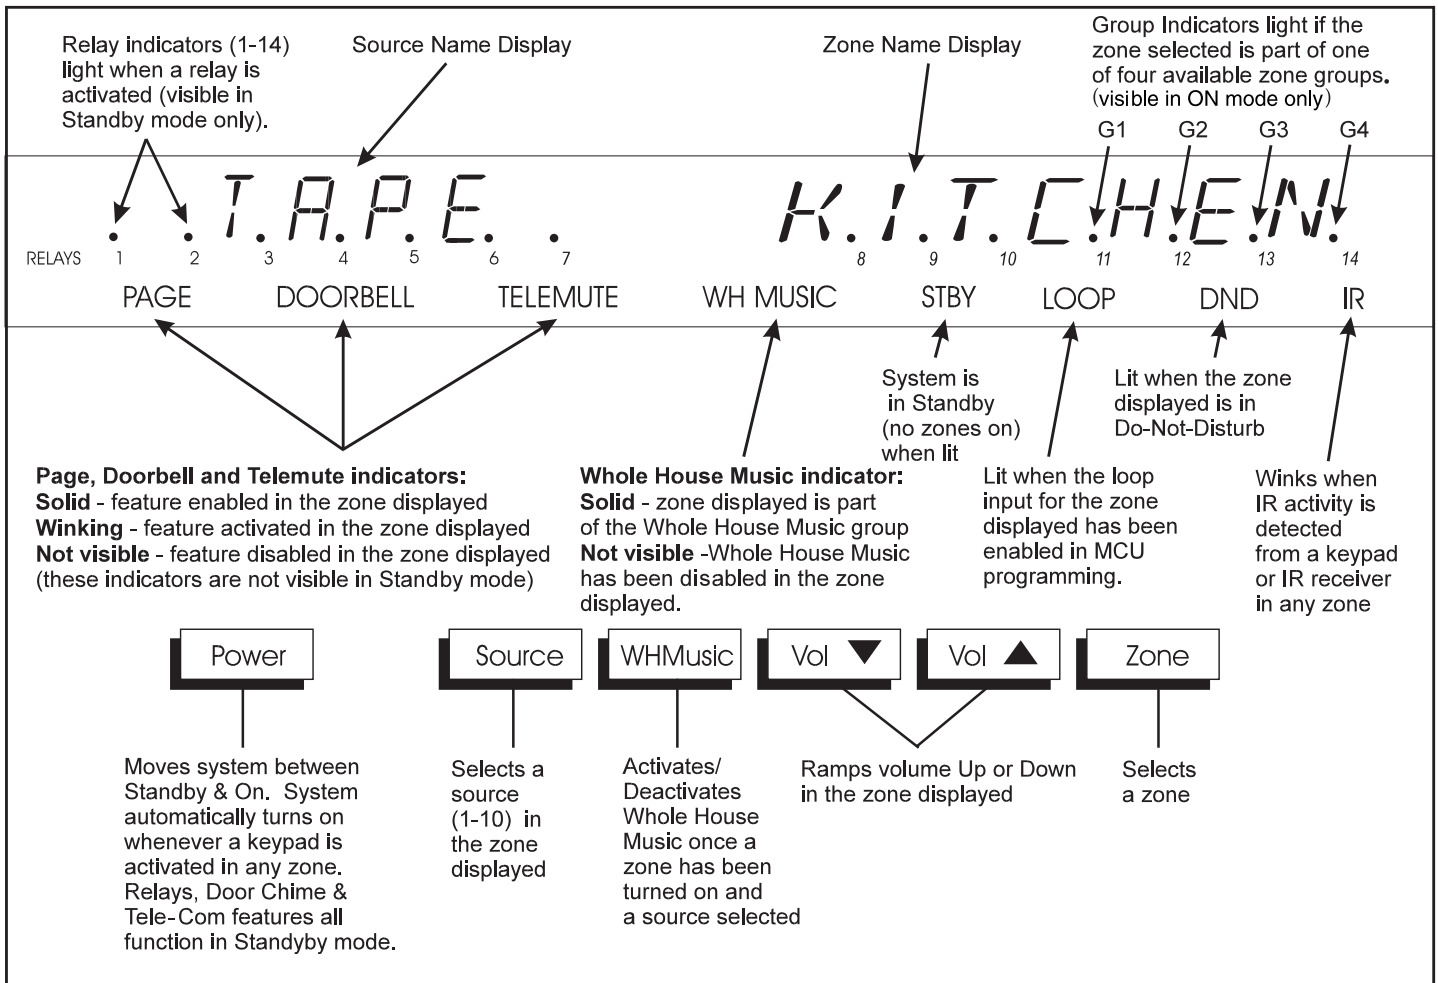 Relay indicators (1-14)
light when a relay is
activated (visible in
Standby mode only).
Source Name Display
Zone Name Display
Group Indicators light if the
zone selected is part of one
of four available zone groups.
(visible in ON mode only)
G1 G2 G3 G4
. . T.A.P.E. . K.I.T.C.H.E.N.
RELAYS 1 2 3 4 5 6 7 8 9 10 11 12 13 14
PAGE DOORBELL TELEMUTE WH MUSIC STBY LOOP DND IR
System is
in Standby
(no zones on)
when lit
Lit when the zone
displayed is in
Do-Not-Disturb
Page, Doorbell and Telemute indicators:
Solid - feature enabled in the zone displayed
Winking - feature activated in the zone displayed
Not visible - feature disabled in the zone displayed
(these indicators are not visible in Standby mode)
Whole House Music indicator:
Solid - zone displayed is part
of the Whole House Music group
Not visible -Whole House Music
has been disabled in the zone
displayed.
Lit when the loop
input for the zone
displayed has been
enabled in MCU
programming.
Winks when
IR activity is
detected
from a keypad
or IR receiver
in any zone
Power Source WHMusic Vol ▼ Vol ▲ Zone
Moves system between
Standby & On. System
automatically turns on
whenever a keypad is
activated in any zone.
Relays, Door Chime &
Tele-Com features all
function in Standyby mode.
Selects a
source
(1-10) in
the zone
displayed
Activates/
Deactivates
Whole House
Music once a
zone has been
turned on and
a source selected
Ramps volume Up or Down
in the zone displayed
Selects
a zone